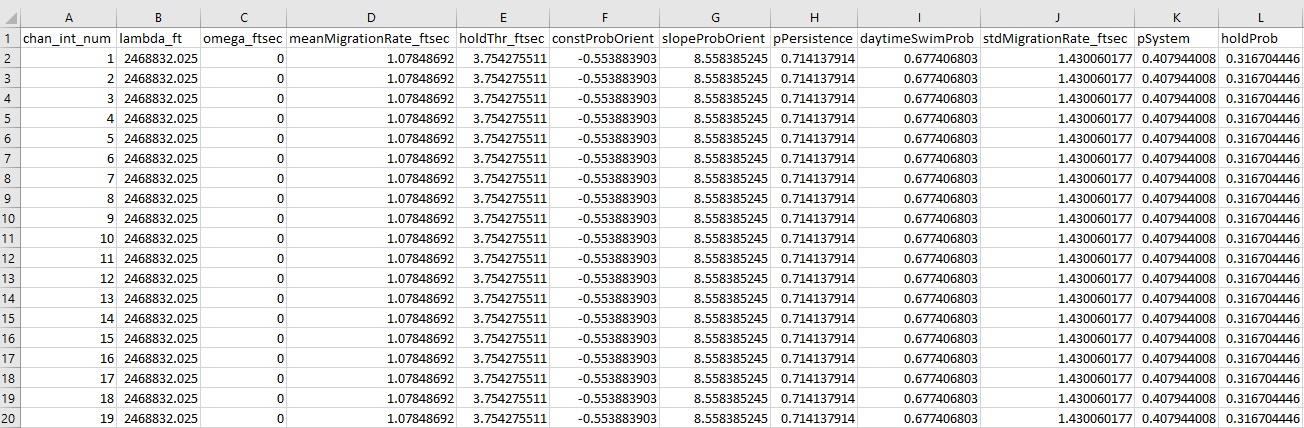 A B C D E F G H I J K L
1 chan_int_num lambda_ft omega_ftsec meanMigrationRate_ftsec holdThr_ftsec constProbOrient slopeProbOrient pPersistence daytimeSwimProb stdMigrationRate_ftsec pSystem holdProb
2 1 2468832.025 0 1.07848692 3.754275511 -0.553883903 8.558385245 0.714137914 0.677406803 1.430060177 0.407944008 0.316704446
3 2 2468832.025 0 1.07848692 3.754275511 -0.553883903 8.558385245 0.714137914 0.677406803 1.430060177 0.407944008 0.316704446
4 3 2468832.025 0 1.07848692 3.754275511 -0.553883903 8.558385245 0.714137914 0.677406803 1.430060177 0.407944008 0.316704446
5 4 2468832.025 0 1.07848692 3.754275511 -0.553883903 8.558385245 0.714137914 0.677406803 1.430060177 0.407944008 0.316704446
6 5 2468832.025 0 1.07848692 3.754275511 -0.553883903 8.558385245 0.714137914 0.677406803 1.430060177 0.407944008 0.316704446
7 6 2468832.025 0 1.07848692 3.754275511 -0.553883903 8.558385245 0.714137914 0.677406803 1.430060177 0.407944008 0.316704446
8 7 2468832.025 0 1.07848692 3.754275511 -0.553883903 8.558385245 0.714137914 0.677406803 1.430060177 0.407944008 0.316704446
9 8 2468832.025 0 1.07848692 3.754275511 -0.553883903 8.558385245 0.714137914 0.677406803 1.430060177 0.407944008 0.316704446
10 9 2468832.025 0 1.07848692 3.754275511 -0.553883903 8.558385245 0.714137914 0.677406803 1.430060177 0.407944008 0.316704446
11 10 2468832.025 0 1.07848692 3.754275511 -0.553883903 8.558385245 0.714137914 0.677406803 1.430060177 0.407944008 0.316704446
12 11 2468832.025 0 1.07848692 3.754275511 -0.553883903 8.558385245 0.714137914 0.677406803 1.430060177 0.407944008 0.316704446
13 12 2468832.025 0 1.07848692 3.754275511 -0.553883903 8.558385245 0.714137914 0.677406803 1.430060177 0.407944008 0.316704446
14 13 2468832.025 0 1.07848692 3.754275511 -0.553883903 8.558385245 0.714137914 0.677406803 1.430060177 0.407944008 0.316704446
15 14 2468832.025 0 1.07848692 3.754275511 -0.553883903 8.558385245 0.714137914 0.677406803 1.430060177 0.407944008 0.316704446
16 15 2468832.025 0 1.07848692 3.754275511 -0.553883903 8.558385245 0.714137914 0.677406803 1.430060177 0.407944008 0.316704446
17 16 2468832.025 0 1.07848692 3.754275511 -0.553883903 8.558385245 0.714137914 0.677406803 1.430060177 0.407944008 0.316704446
18 17 2468832.025 0 1.07848692 3.754275511 -0.553883903 8.558385245 0.714137914 0.677406803 1.430060177 0.407944008 0.316704446
19 18 2468832.025 0 1.07848692 3.754275511 -0.553883903 8.558385245 0.714137914 0.677406803 1.430060177 0.407944008 0.316704446
20 19 2468832.025 0 1.07848692 3.754275511 -0.553883903 8.558385245 0.714137914 0.677406803 1.430060177 0.407944008 0.316704446